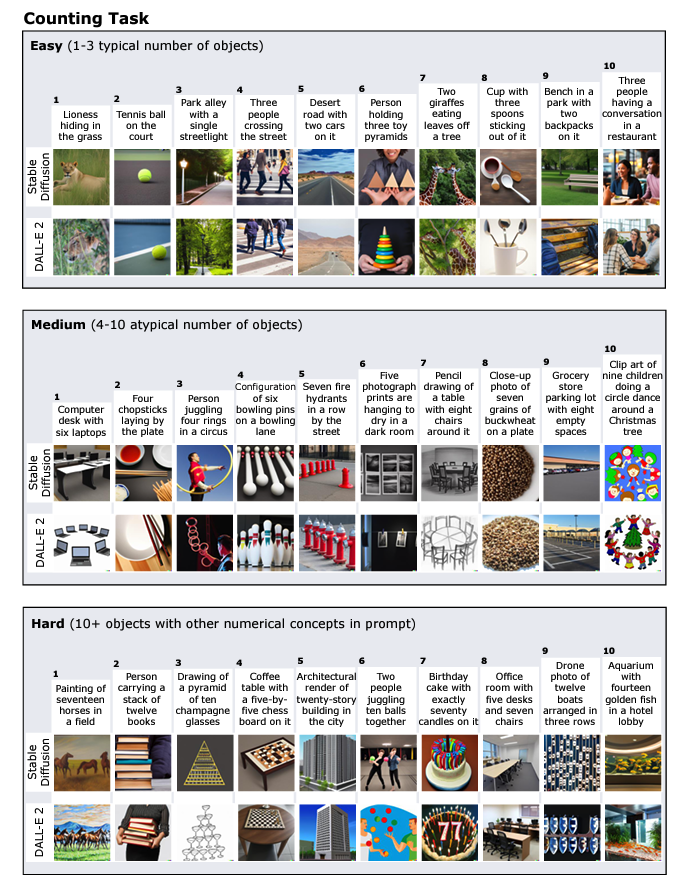 Counting Task
Easy (1-3 typical number of objects)
1
Lioness
hiding in
the grass
2
Tennis ball
on the
court
3
Park alley
with a
single
streetlight
4
Three
people
crossing
the street
5
Desert
road with
two cars
on it
6
Person
holding
three toy
pyramids
7
Two
giraffes
eating
leaves off
a tree
8
Cup with
three
spoons
sticking
out of it
9
Bench in a
park with
two
backpacks
on it
10
Three
people
having a
conversation
in a
restaurant
Stable
Diffusion
DALL-E 2
Medium (4-10 atypical number of objects)
1
Computer
desk with
six laptops
2
Four
chopsticks
laying by
the plate
3
Person
juggling
four rings
in a circus
4
Configuration
of six
bowling pins
on a bowling
lane
5
Seven fire
hydrants
in a row
by the
street
6
Five
photograph
prints are
hanging to
dry in a
dark room
7
Pencil
drawing of
a table
with eight
chairs
around it
8
Close-up
photo of
seven
grains of
buckwheat
on a plate
9
Grocery
store
parking lot
with eight
empty
spaces
10
Clip art of
nine children
doing a
circle dance
around a
Christmas
tree
Stable
Diffusion
DALL-E 2
Hard (10+ objects with other numerical concepts in prompt)
1
Painting of
seventeen
horses in
a field
2
Person
carrying a
stack of
twelve
books
3
Drawing of
a pyramid
of ten
champagne
glasses
4
Coffee
table with
a five-by-
five chess
board on it
5
Architectural
render of
twenty-story
building in
the city
6
Two
people
juggling
ten balls
together
7
Birthday
cake with
exactly
seventy
candles on it
8
Office
room with
five desks
and seven
chairs
9
Drone
photo of
twelve
boats
arranged in
three rows
10
Aquarium
with
fourteen
golden fish
in a hotel
lobby
Stable
Diffusion
DALL-E 2
77